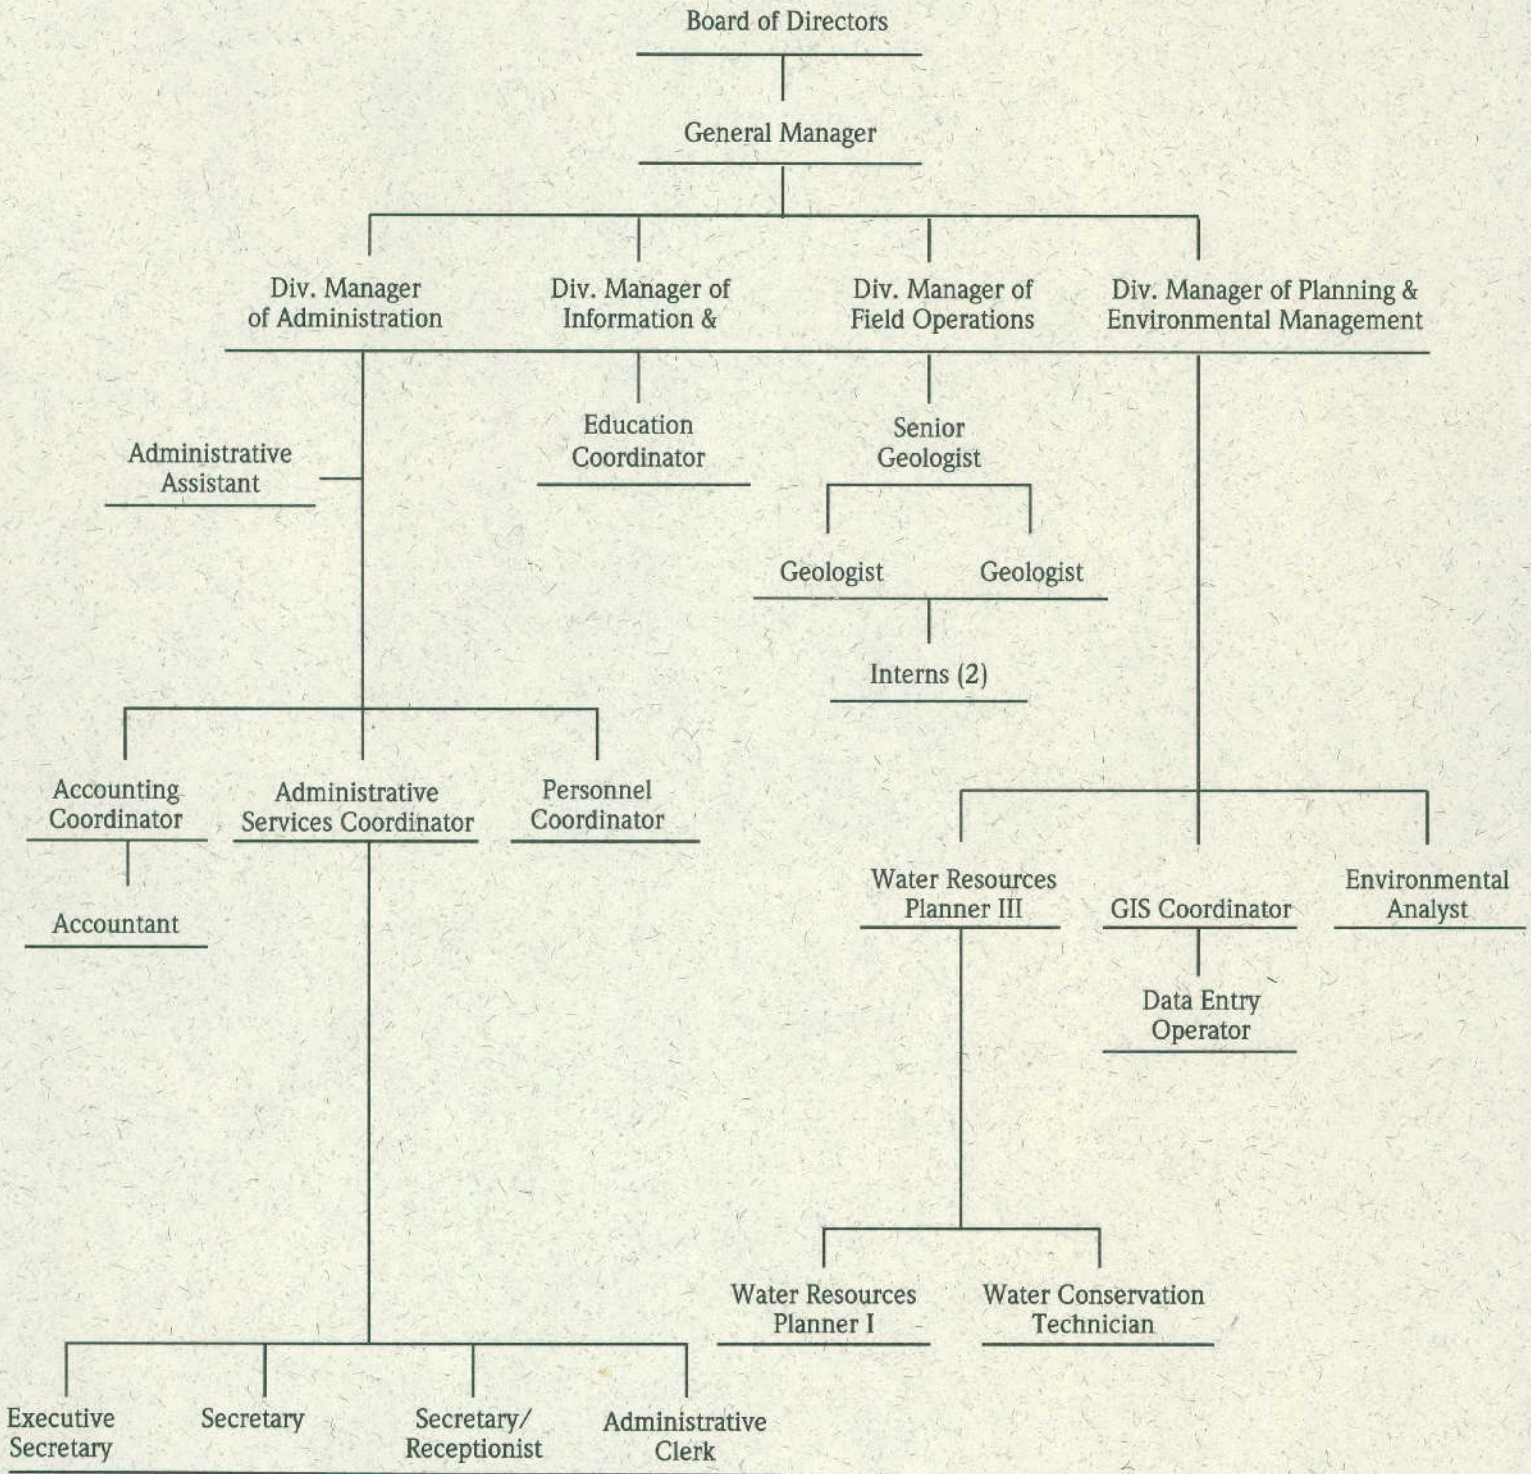 Board of Directors
General Manager
Div. Manager
of Administration
Div. Manager of
Information &
Div. Manager of
Field Operations
Div. Manager of Planning &
Environmental Management
Administrative
Assistant
Education
Coordinator
Senior
Geologist
Geologist
Geologist
Interns (2)
Accounting
Coordinator
Administrative
Services Coordinator
Personnel
Coordinator
Accountant
Water Resources
Planner III
GIS Coordinator
Environmental
Analyst
Data Entry
Operator
Water Resources
Planner I
Water Conservation
Technician
Executive
Secretary
Secretary
Secretary/
Receptionist
Administrative
Clerk